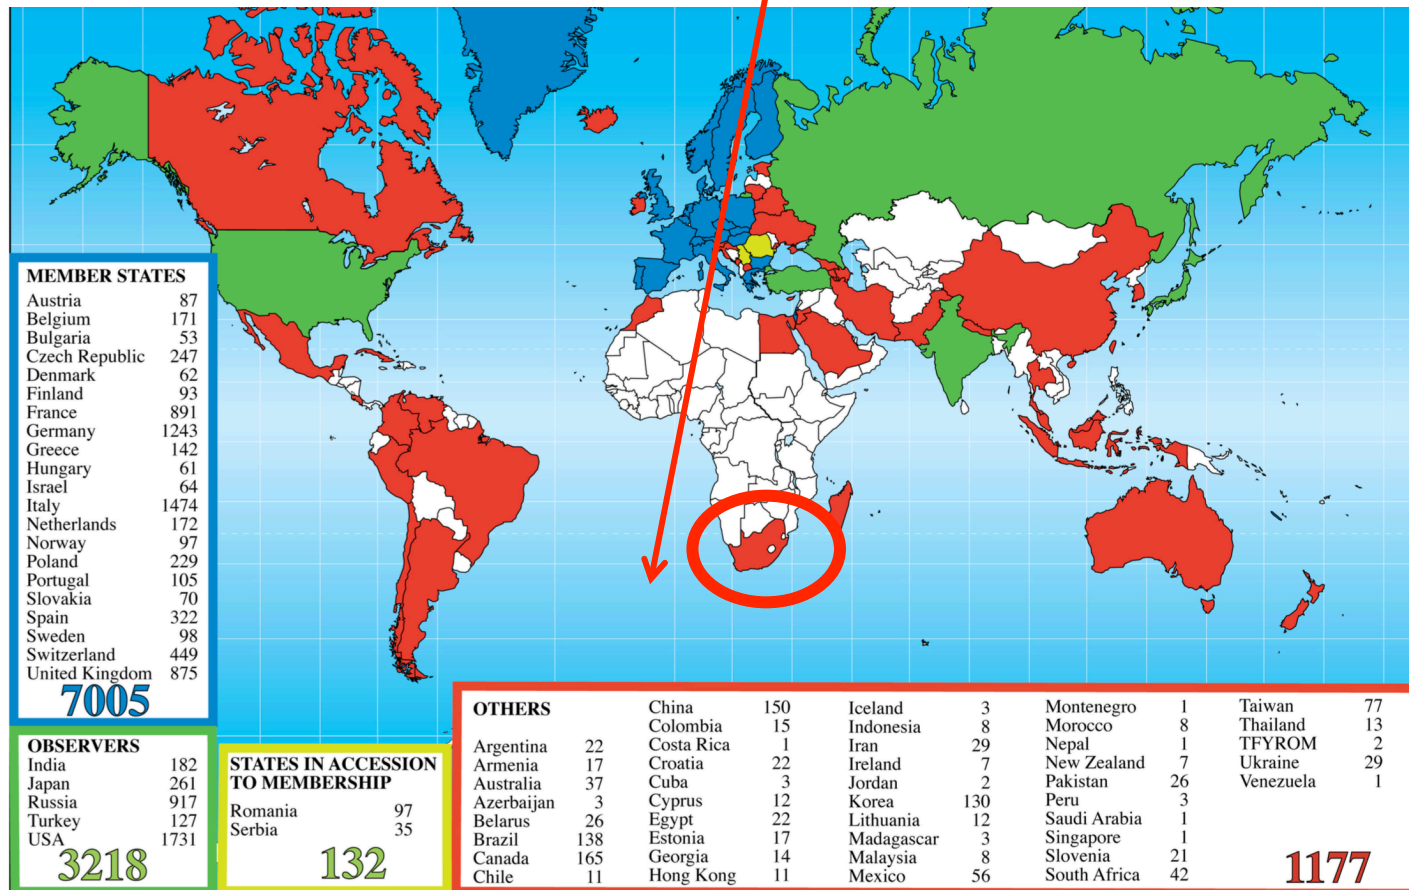 MEMBER STATES
Austria 87
Belgium 171
Bulgaria 53
Czech Republic 247
Denmark 62
Finland 93
France 891
Germany 1243
Greece 142
Hungary 61
Israel 64
Italy 1474
Netherlands 172
Norway 97
Poland 229
Portugal 105
Slovakia 70
Spain 322
Sweden 98
Switzerland 449
United Kingdom 875
7005
OBSERVERS
India 182
Japan 261
Russia 917
Turkey 127
USA 1731
3218
STATES IN ACCESSION
TO MEMBERSHIP
Romania 97
Serbia 35
132
OTHERS
Argentina 22
Armenia 17
Australia 37
Azerbaijan 3
Belarus 26
Brazil 138
Canada 165
Chile 11
China 150
Colombia 15
Costa Rica 1
Croatia 22
Cuba 3
Cyprus 12
Egypt 22
Estonia 17
Georgia 14
Hong Kong 11
Iceland 3
Indonesia 8
Iran 29
Ireland 7
Jordan 2
Korea 130
Lithuania 12
Madagascar 3
Malaysia 8
Mexico 56
Montenegro 1
Morocco 8
Nepal 1
New Zealand 7
Pakistan 26
Peru 3
Saudi Arabia 1
Singapore 1
Slovenia 21
South Africa 42
Taiwan 77
Thailand 13
TFYROM 2
Ukraine 29
Venezuela 1
1177